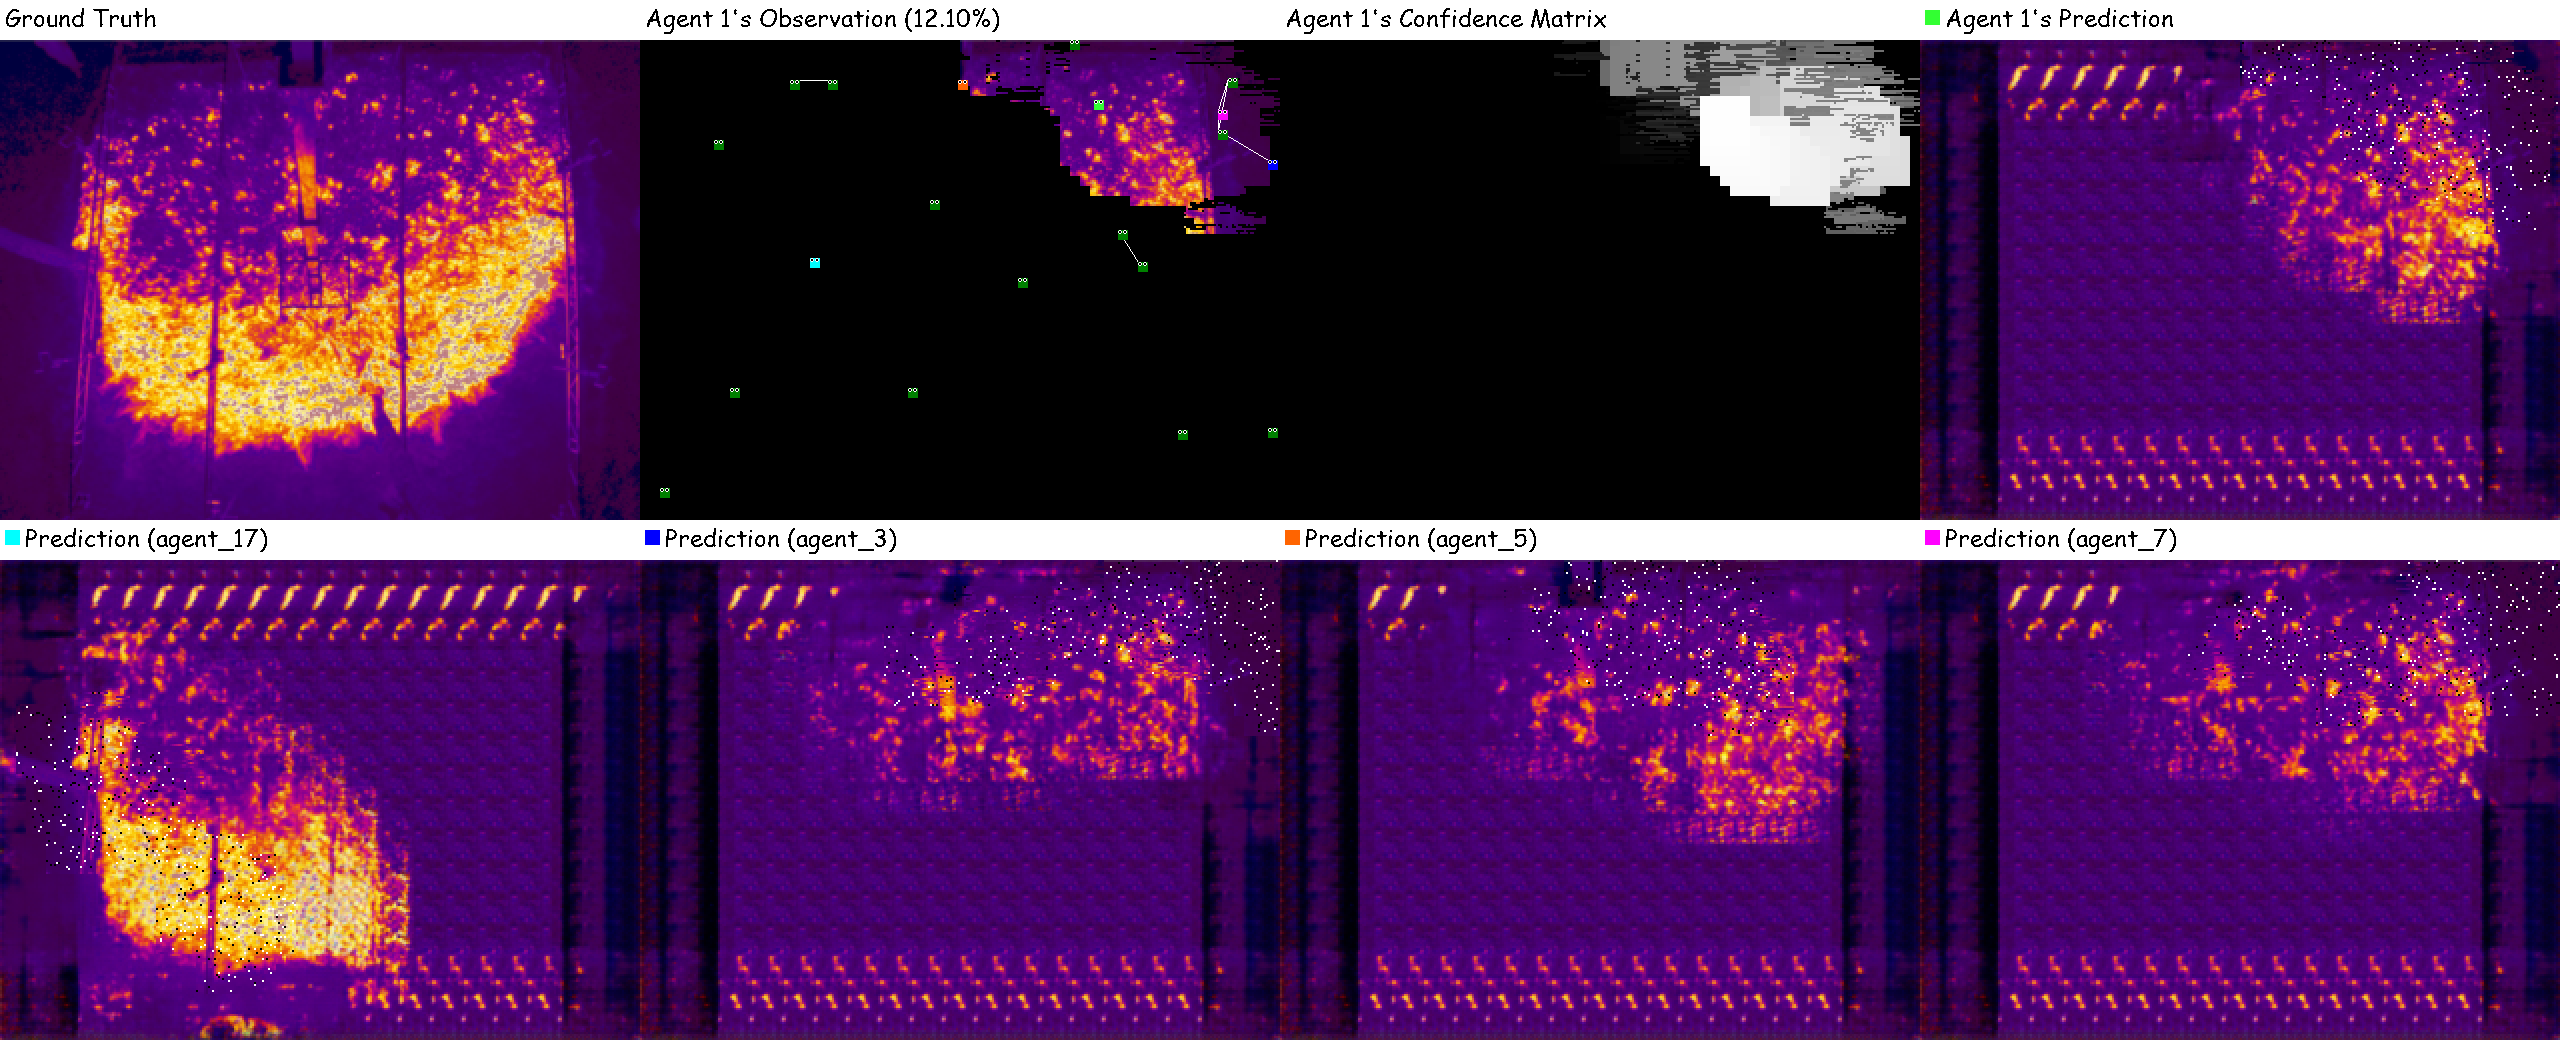 Ground Truth
Agent 1's Observation (12.10%)
Agent 1's Confidence Matrix
Agent 1's Prediction
Prediction (agent_17)
Prediction (agent_3)
Prediction (agent_5)
Prediction (agent_7)